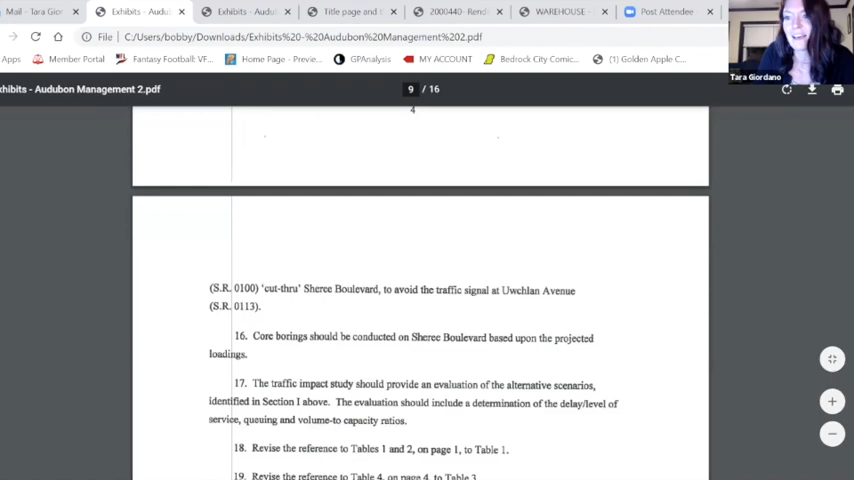 Mail - Tara Gior
Exhibits - Audub
Exhibits - Audub
Title page and t
2000440- Rend
WAREHOUSE -
Post Attendee
File
C:/Users/bobby/Downloads/Exhibits%20-%20Audubon%20Management%202.pdf
Apps
Member Portal
Fantasy Football: VF...
Home Page - Previe...
GPAnalysis
MY ACCOUNT
Bedrock City Comic...
(1) Golden Apple C...
Tara Giordano
xhibits - Audubon Management 2.pdf
9 / 16
4
(S.R. 0100) 'cut-thru' Sheree Boulevard, to avoid the traffic signal at Uwchlan Avenue
(S.R. 0113).
16. Core borings should be conducted on Sheree Boulevard based upon the projected
loadings.
17. The traffic impact study should provide an evaluation of the alternative scenarios,
identified in Section I above. The evaluation should include a determination of the delay/level of
service, queuing and volume-to capacity ratios.
18. Revise the reference to Tables 1 and 2, on page 1, to Table 1.
19. Revise the reference to Table 4, on page 4, to Table 3.